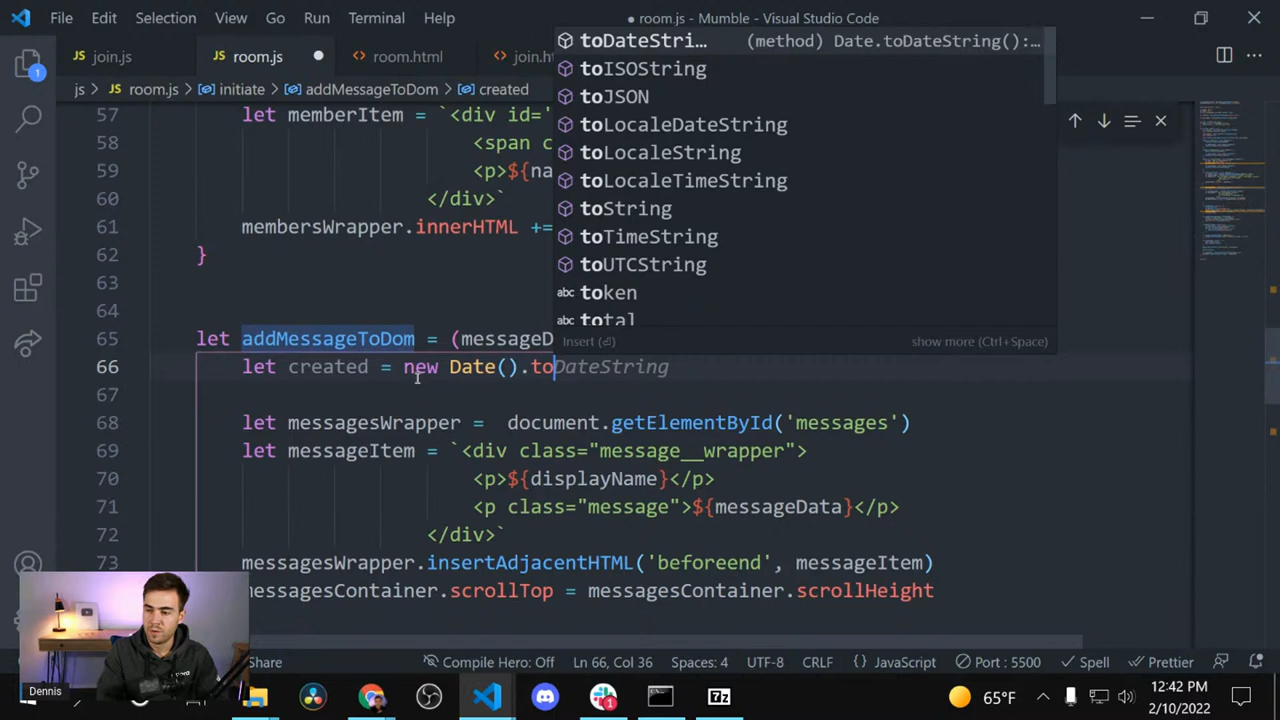 File Edit Selection View Go Run Terminal Help
● room.js - Mumble - Visual Studio Code
join.js room.js room.html join.h
js > JS room.js > initiate > addMessageToDom > created
57 let memberItem = `<div id='
58 <span c
59 <p>${na
60 </div>`
61 membersWrapper.innerHTML +=
62 }
63
64
65 let addMessageToDom = (messageD
66 let created = new Date().toDateString
67
68 let messagesWrapper = document.getElementById('messages')
69 let messageItem = `<div class="message__wrapper">
70 <p>${displayName}</p>
71 <p class="message">${messageData}</p>
72 </div>`
73 messagesWrapper.insertAdjacentHTML('beforeend', messageItem)
messagesContainer.scrollTop = messagesContainer.scrollHeight
toDateStri… (method) Date.toDateString():…
toISOString
toJSON
toLocaleDateString
toLocaleString
toLocaleTimeString
toString
toTimeString
toUTCString
abc token
abc total
Insert (⏎) show more (Ctrl+Space)
1
Dennis
Share Compile Hero: Off Ln 66, Col 36 Spaces: 4 UTF-8 CRLF {} JavaScript Port : 5500 Spell Prettier
65°F
12:42 PM
2/10/2022